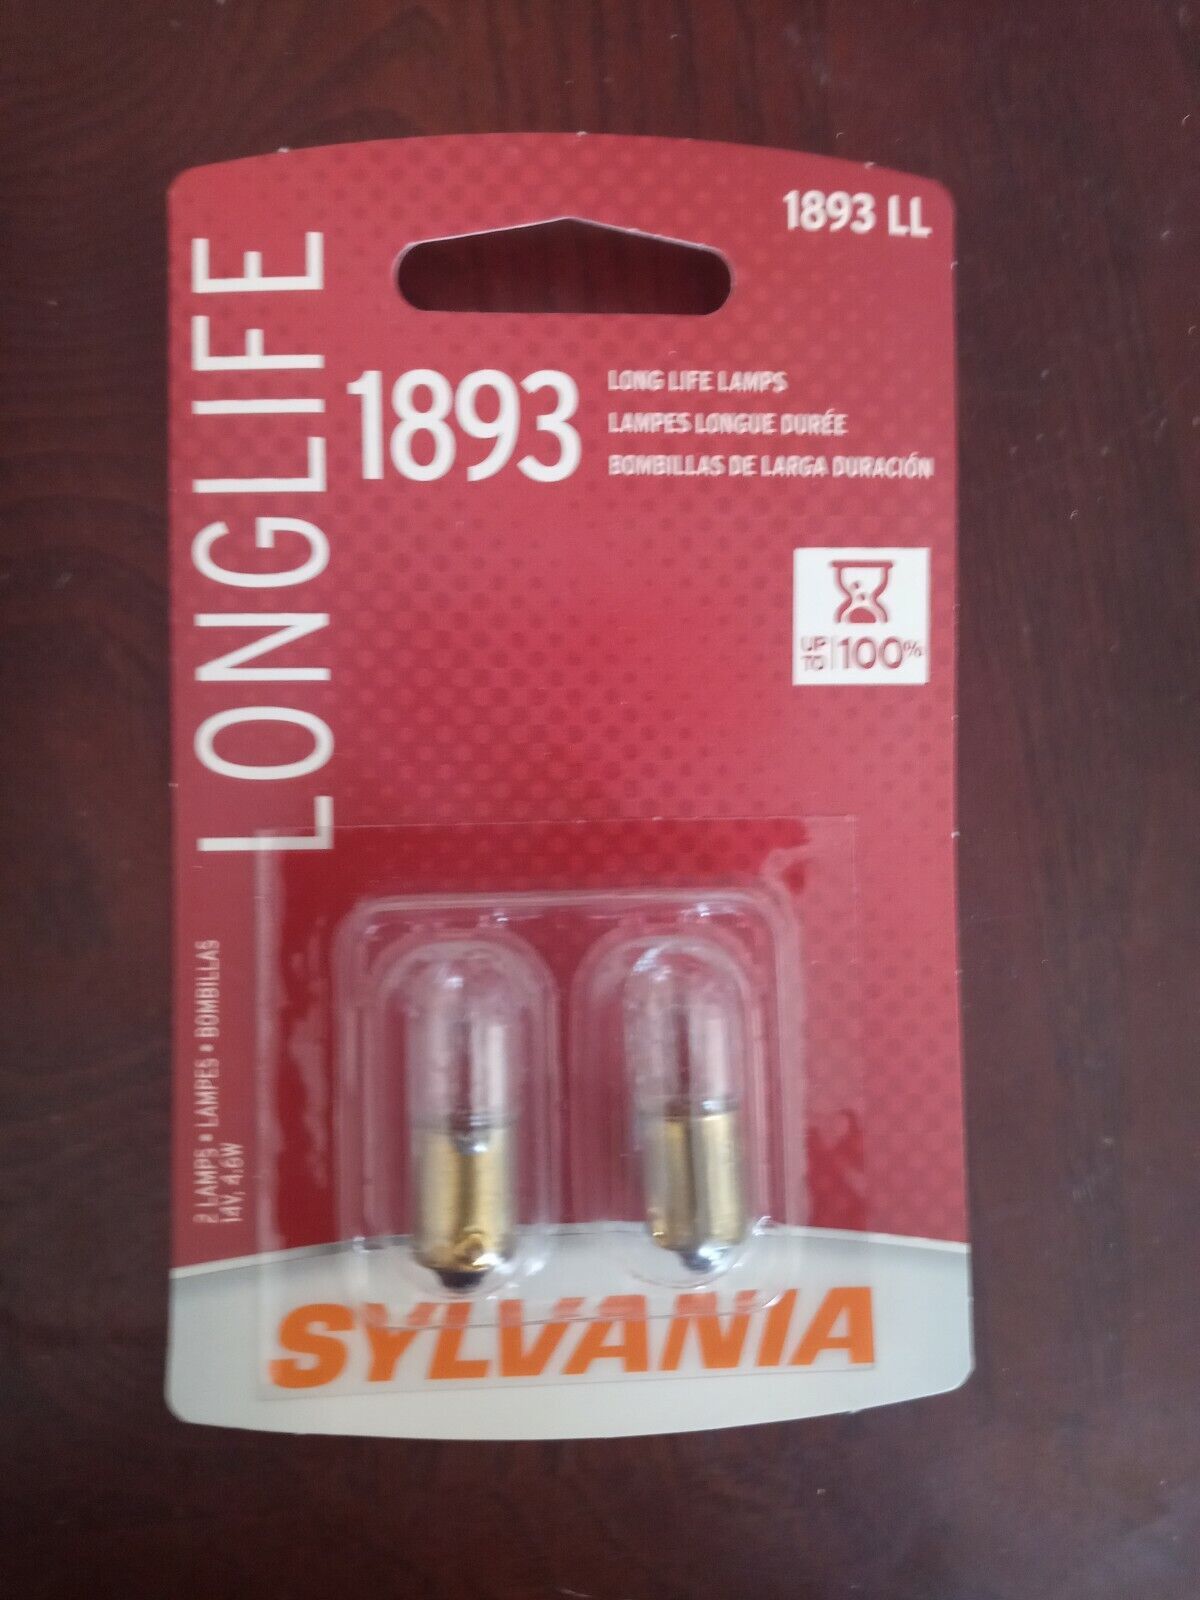 1893 LL
LONGLIFE
1893
LONG LIFE LAMPS
LAMPES LONGUE DURÉE
BOMBILLAS DE LARGA DURACIÓN
UP TO 100%
2 LAMPS • LAMPES • BOMBILLAS
14V, 4,6W
SYLVANIA